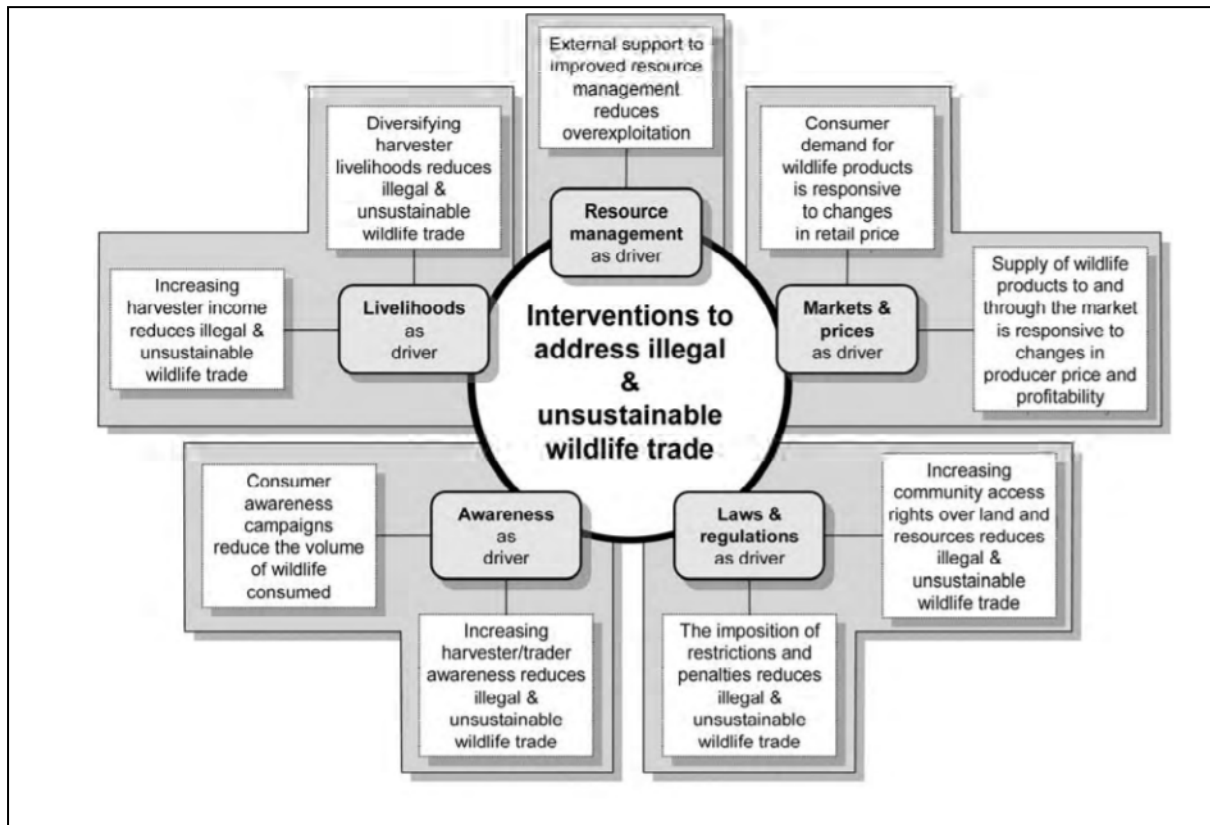 External support to
improved resource
management
reduces
overexploitation
Resource
management
as driver
Diversifying
harvester
livelihoods reduces
illegal &
unsustainable
wildlife trade
Increasing
harvester income
reduces illegal &
unsustainable
wildlife trade
Livelihoods
as
driver
Consumer
demand for
wildlife products
is responsive
to changes
in retail price
Supply of wildlife
products to and
through the market
is responsive to
changes in
producer price and
profitability
Markets &
prices
as driver
Interventions to
address illegal
&
unsustainable
wildlife trade
Consumer
awareness
campaigns
reduce the volume
of wildlife
consumed
Awareness
as
driver
Increasing
harvester/trader
awareness reduces
illegal &
unsustainable
wildlife trade
Laws &
regulations
as driver
Increasing
community access
rights over land and
resources reduces
illegal &
unsustainable
wildlife trade
The imposition of
restrictions and
penalties reduces
illegal &
unsustainable
wildlife trade